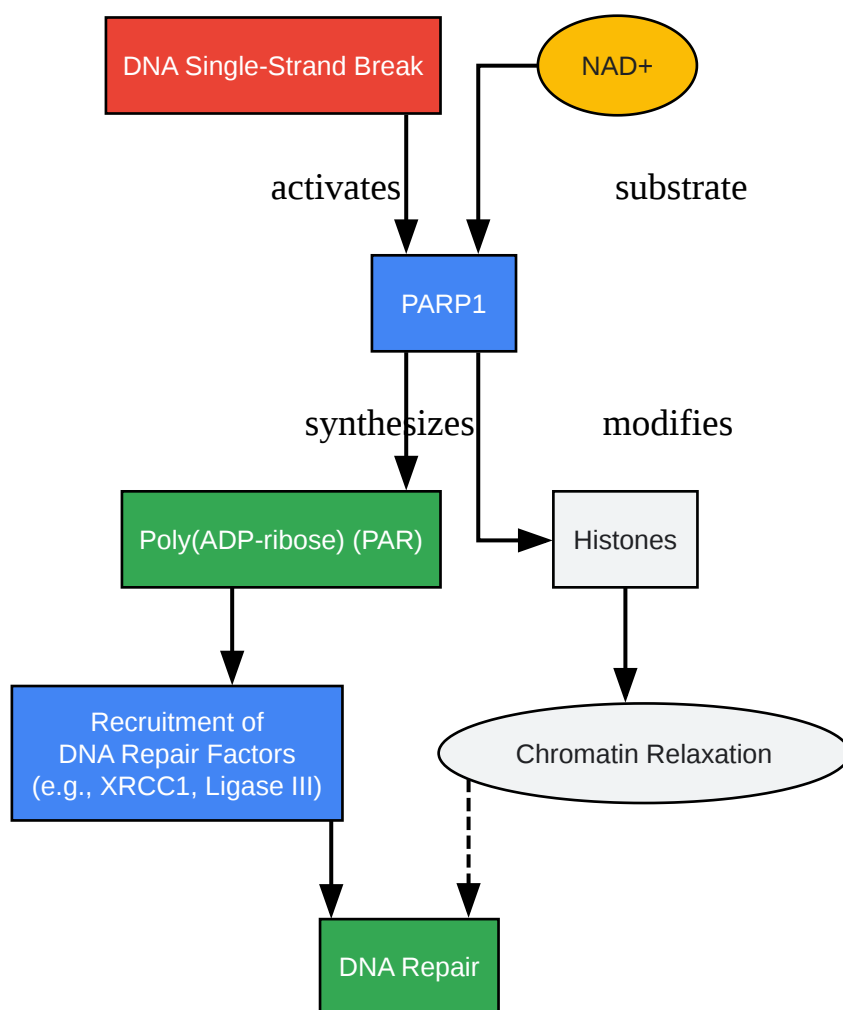 DNA Single-Strand Break
NAD+
activates
substrate
PARP1
synthesizes
modifies
Poly(ADP-ribose) (PAR)
Histones
Recruitment of
DNA Repair Factors
(e.g., XRCC1, Ligase III)
Chromatin Relaxation
DNA Repair